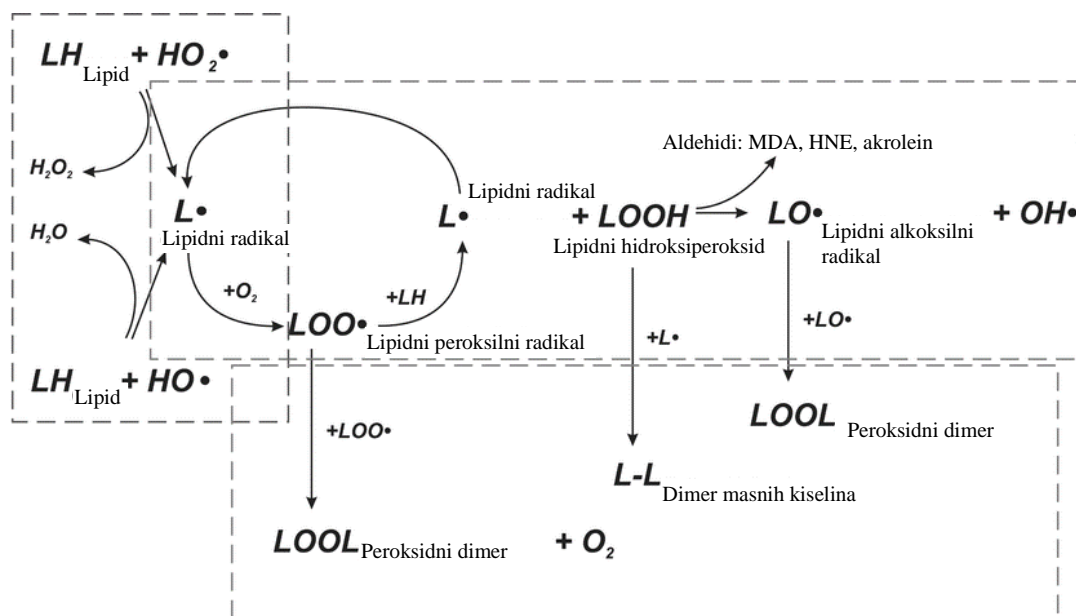 LH Lipid + HO₂•
Aldehidi: MDA, HNE, akrolein
H₂O₂
Lipidni radikal
L• L• + LOOH LO• + OH•
H₂O
Lipidni radikal
Lipidni hidroksiperoksid
Lipidni alkoksilni
radikal
+O₂ +LH
LOO•
+LO•
Lipidni peroksilni radikal
+L•
LH Lipid + HO•
LOOL Peroksidni dimer
+LOO•
L-L Dimer masnih kiselina
LOOL Peroksidni dimer + O₂